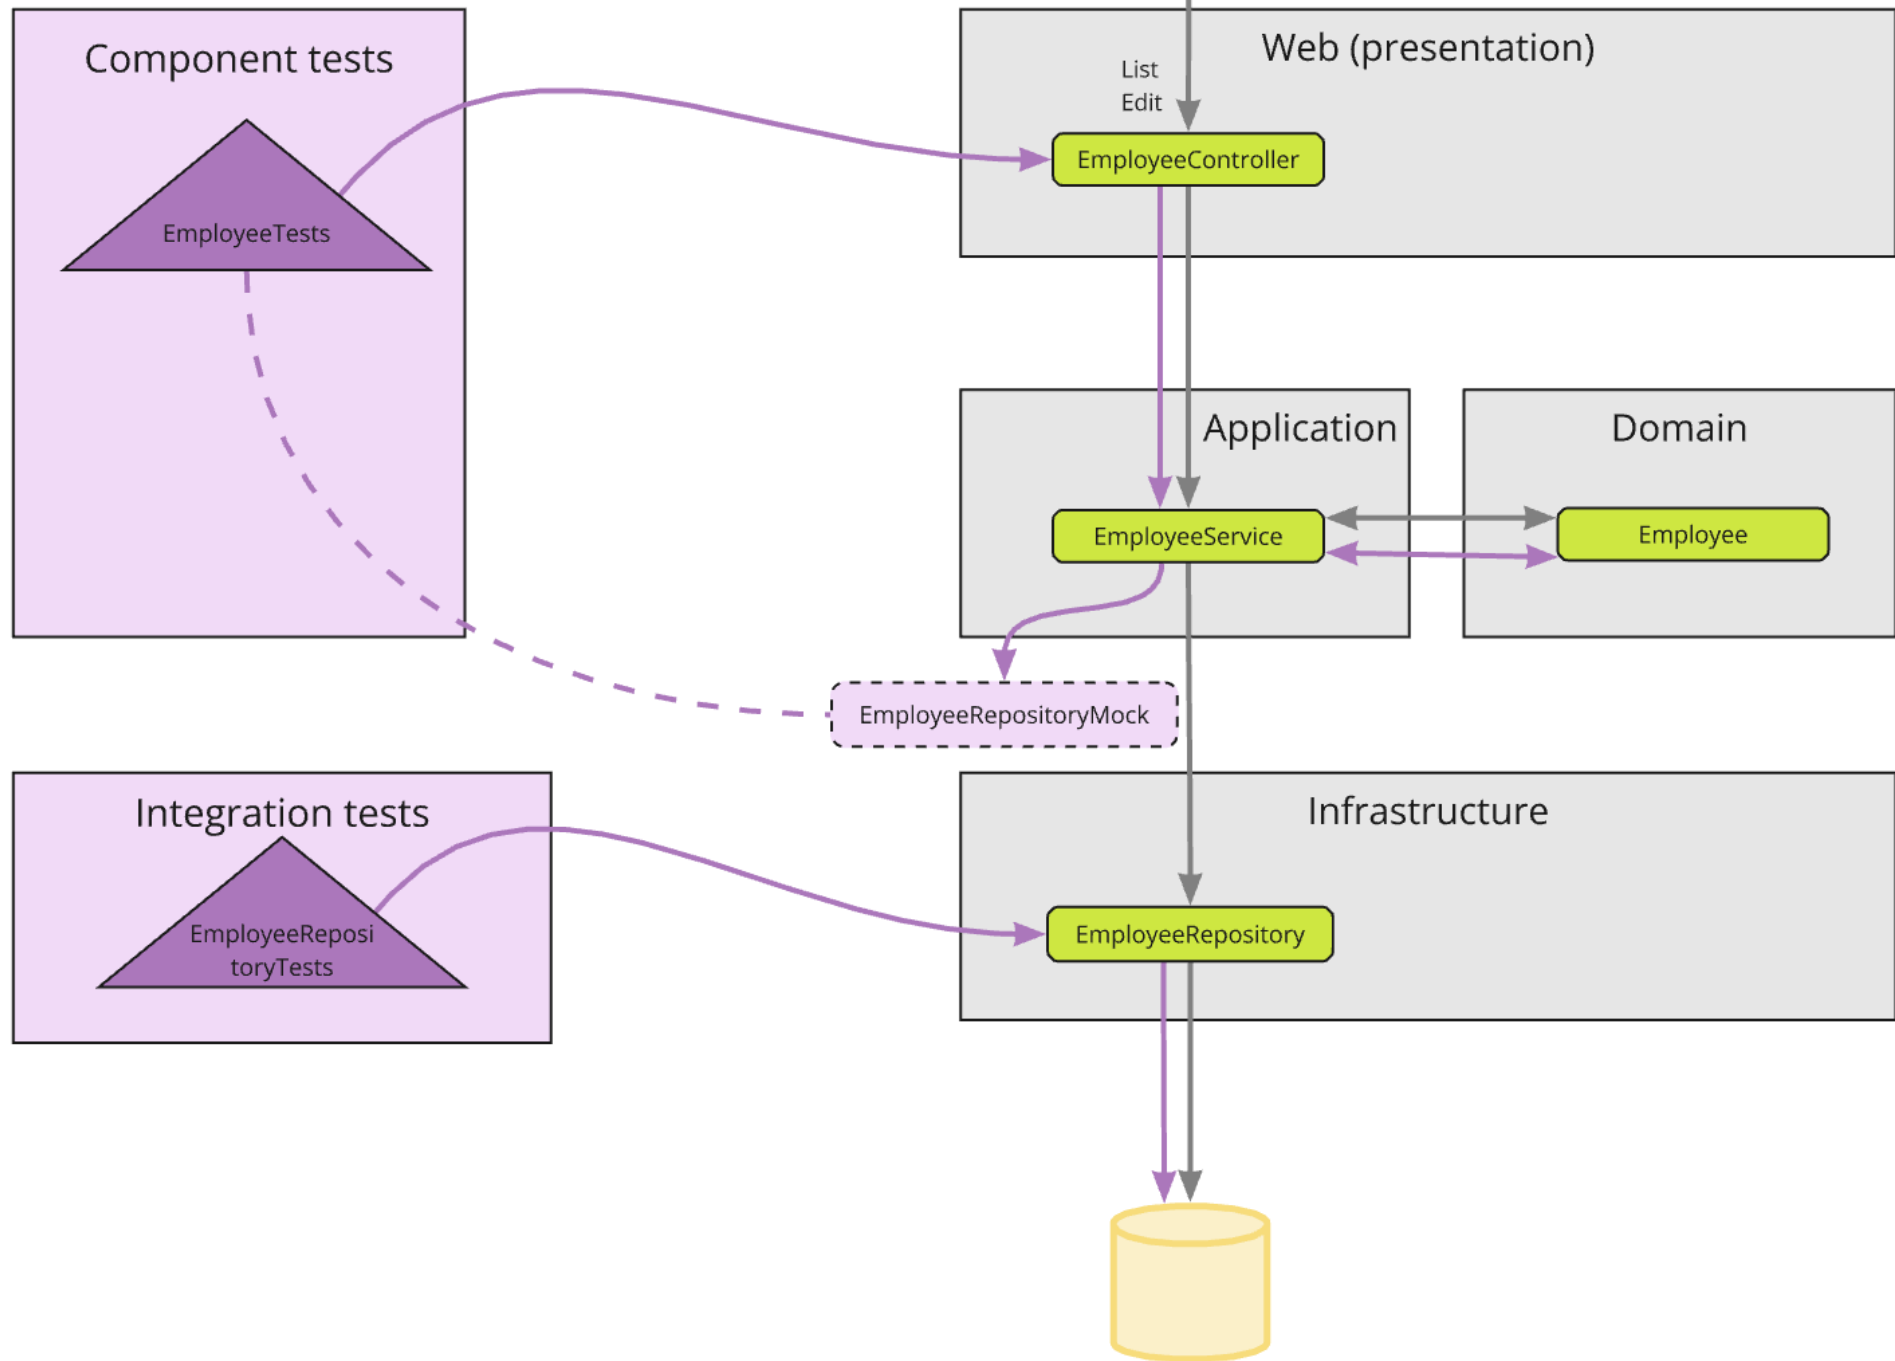 Component tests
Web (presentation)
List
Edit
EmployeeController
EmployeeTests
Application
Domain
EmployeeService
Employee
EmployeeRepositoryMock
Integration tests
Infrastructure
EmployeeReposi
toryTests
EmployeeRepository